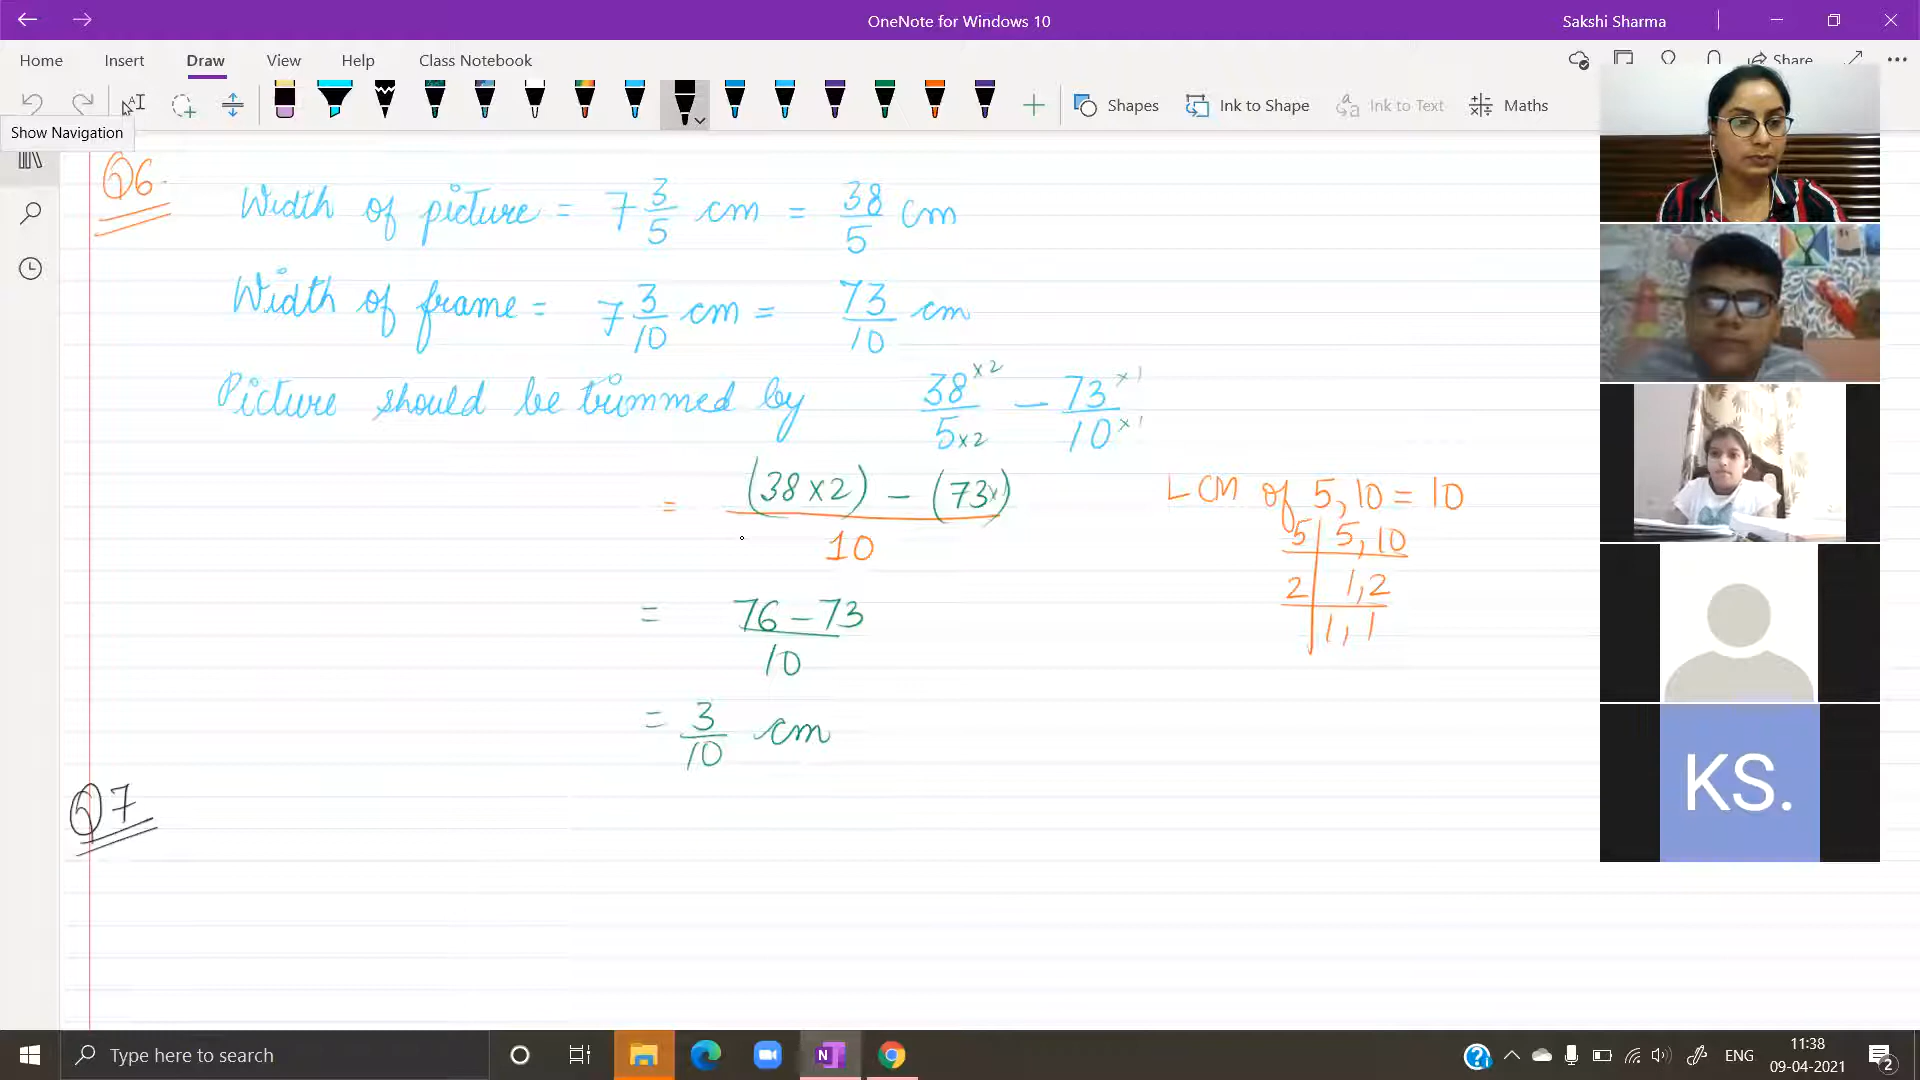 OneNote for Windows 10
Sakshi Sharma
Home Insert Draw View Help Class Notebook
Share
Shapes Ink to Shape Ink to Text Maths
Show Navigation
Q6.
Width of picture = 7 3/5 cm = 38/5 cm
Width of frame = 7 3/10 cm = 73/10 cm
Picture should be trimmed by 38×2/5×2 − 73×1/10×1
= (38×2) − (73×1)/10
LCM of 5,10 = 10
5 | 5, 10
2 | 1, 2
| 1, 1
= 76 − 73/10
= 3/10 cm
Q7
KS.
Type here to search
ENG
11:38
09-04-2021
2